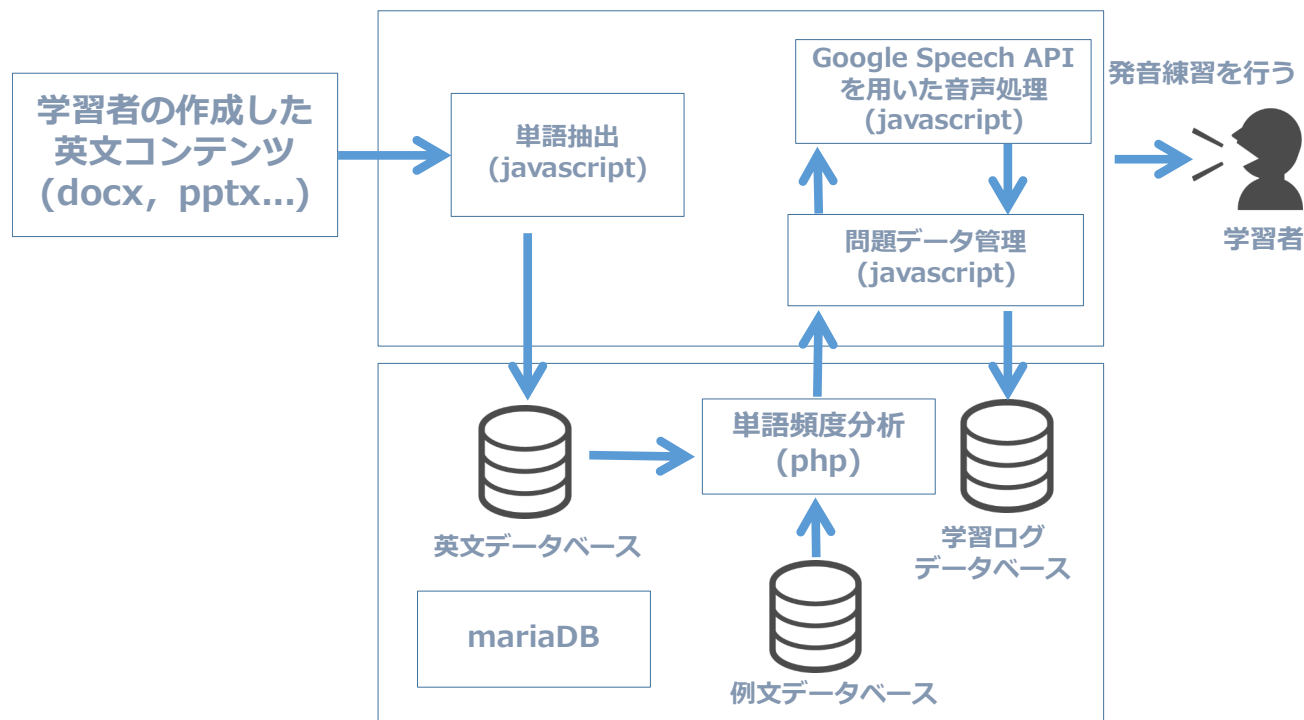 学習者の作成した
英文コンテンツ
(docx, pptx...)
単語抽出
(javascript)
Google Speech API
を用いた音声処理
(javascript)
問題データ管理
(javascript)
発音練習を行う
学習者
英文データベース
単語頻度分析
(php)
学習ログ
データベース
mariaDB
例文データベース